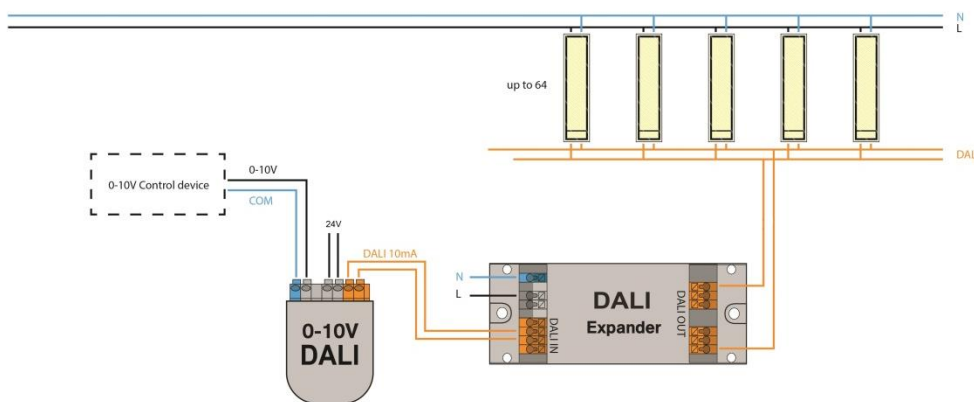 N
L
up to 64
DALI
0-10V
0-10V Control device
COM
24V
DALI 10mA
N
L
DALI IN
DALI
Expander
DALI OUT
0-10V
DALI